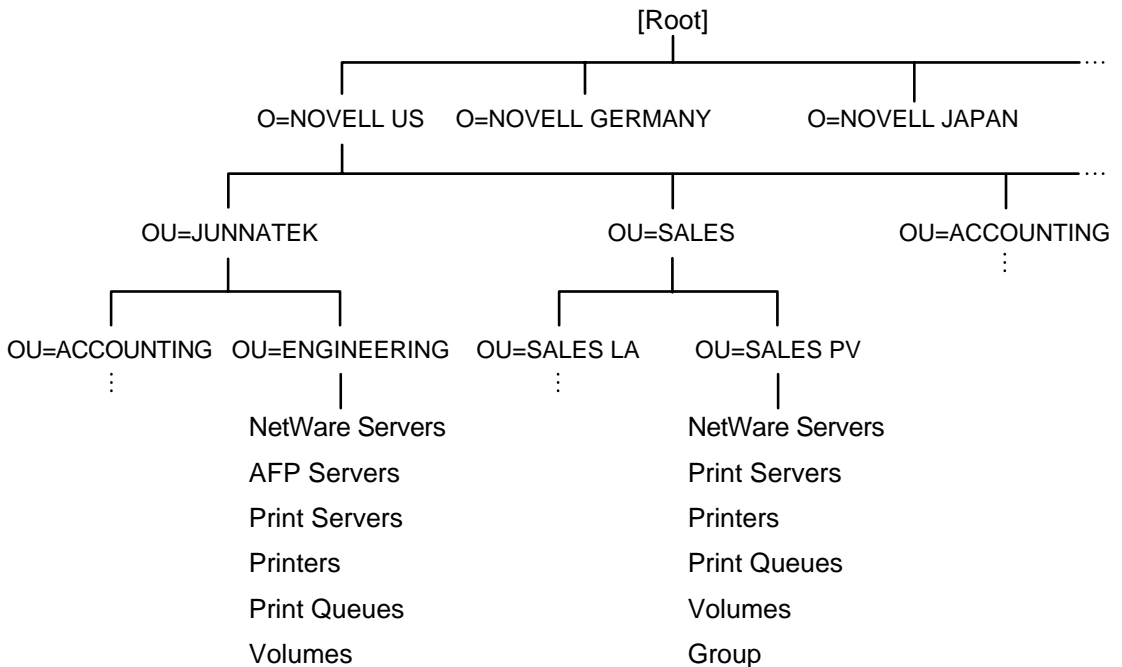 [Root]
O=NOVELL US O=NOVELL GERMANY O=NOVELL JAPAN
OU=JUNNATEK OU=SALES OU=ACCOUNTING
OU=ACCOUNTING OU=ENGINEERING OU=SALES LA OU=SALES PV
NetWare Servers NetWare Servers
AFP Servers Print Servers
Print Servers Printers
Printers Print Queues
Print Queues Volumes
Volumes Group